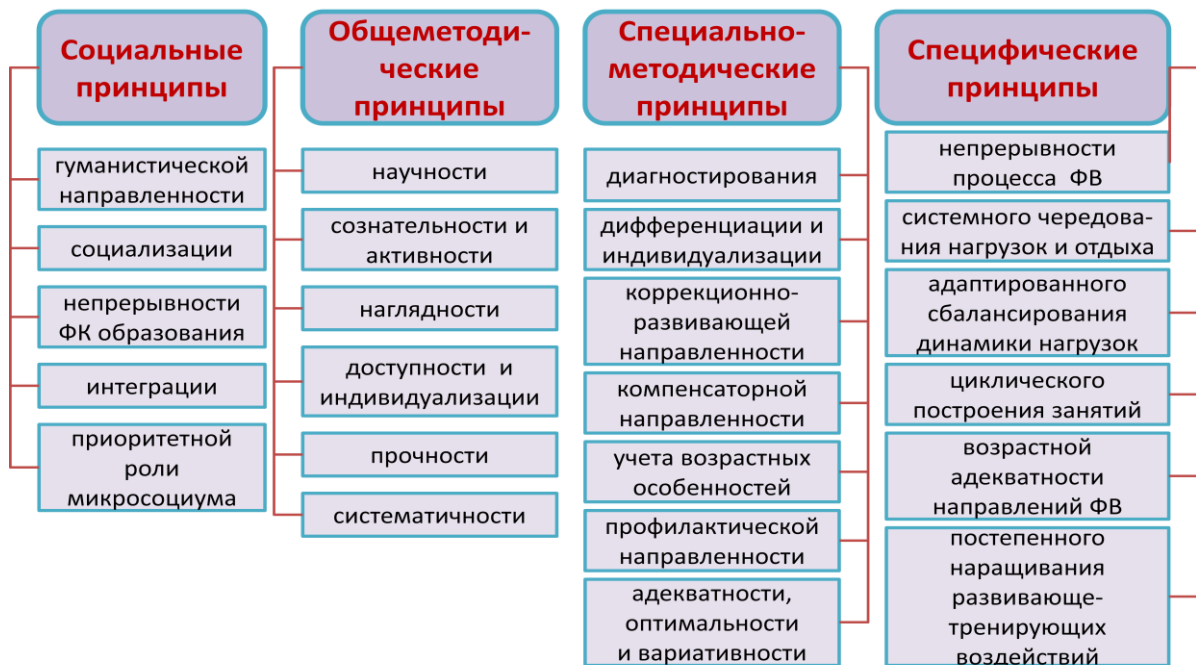 Социальные
принципы
гуманистической
направленности
социализации
непрерывности
ФК образования
интеграции
приоритетной
роли
микросоциума
Общеметоди-
ческие
принципы
научности
сознательности и
активности
наглядности
доступности и
индивидуализации
прочности
систематичности
Специально-
методические
принципы
диагностирования
дифференциации и
индивидуализации
коррекционно-
развивающей
направленности
компенсаторной
направленности
учета возрастных
особенностей
профилактической
направленности
адекватности,
оптимальности
и вариативности
Специфические
принципы
непрерывности
процесса ФВ
системного чередова-
ния нагрузок и отдыха
адаптированного
сбалансирования
динамики нагрузок
циклического
построения занятий
возрастной
адекватности
направлений ФВ
постепенного
наращивания
развивающе-
тренирующих
воздействий